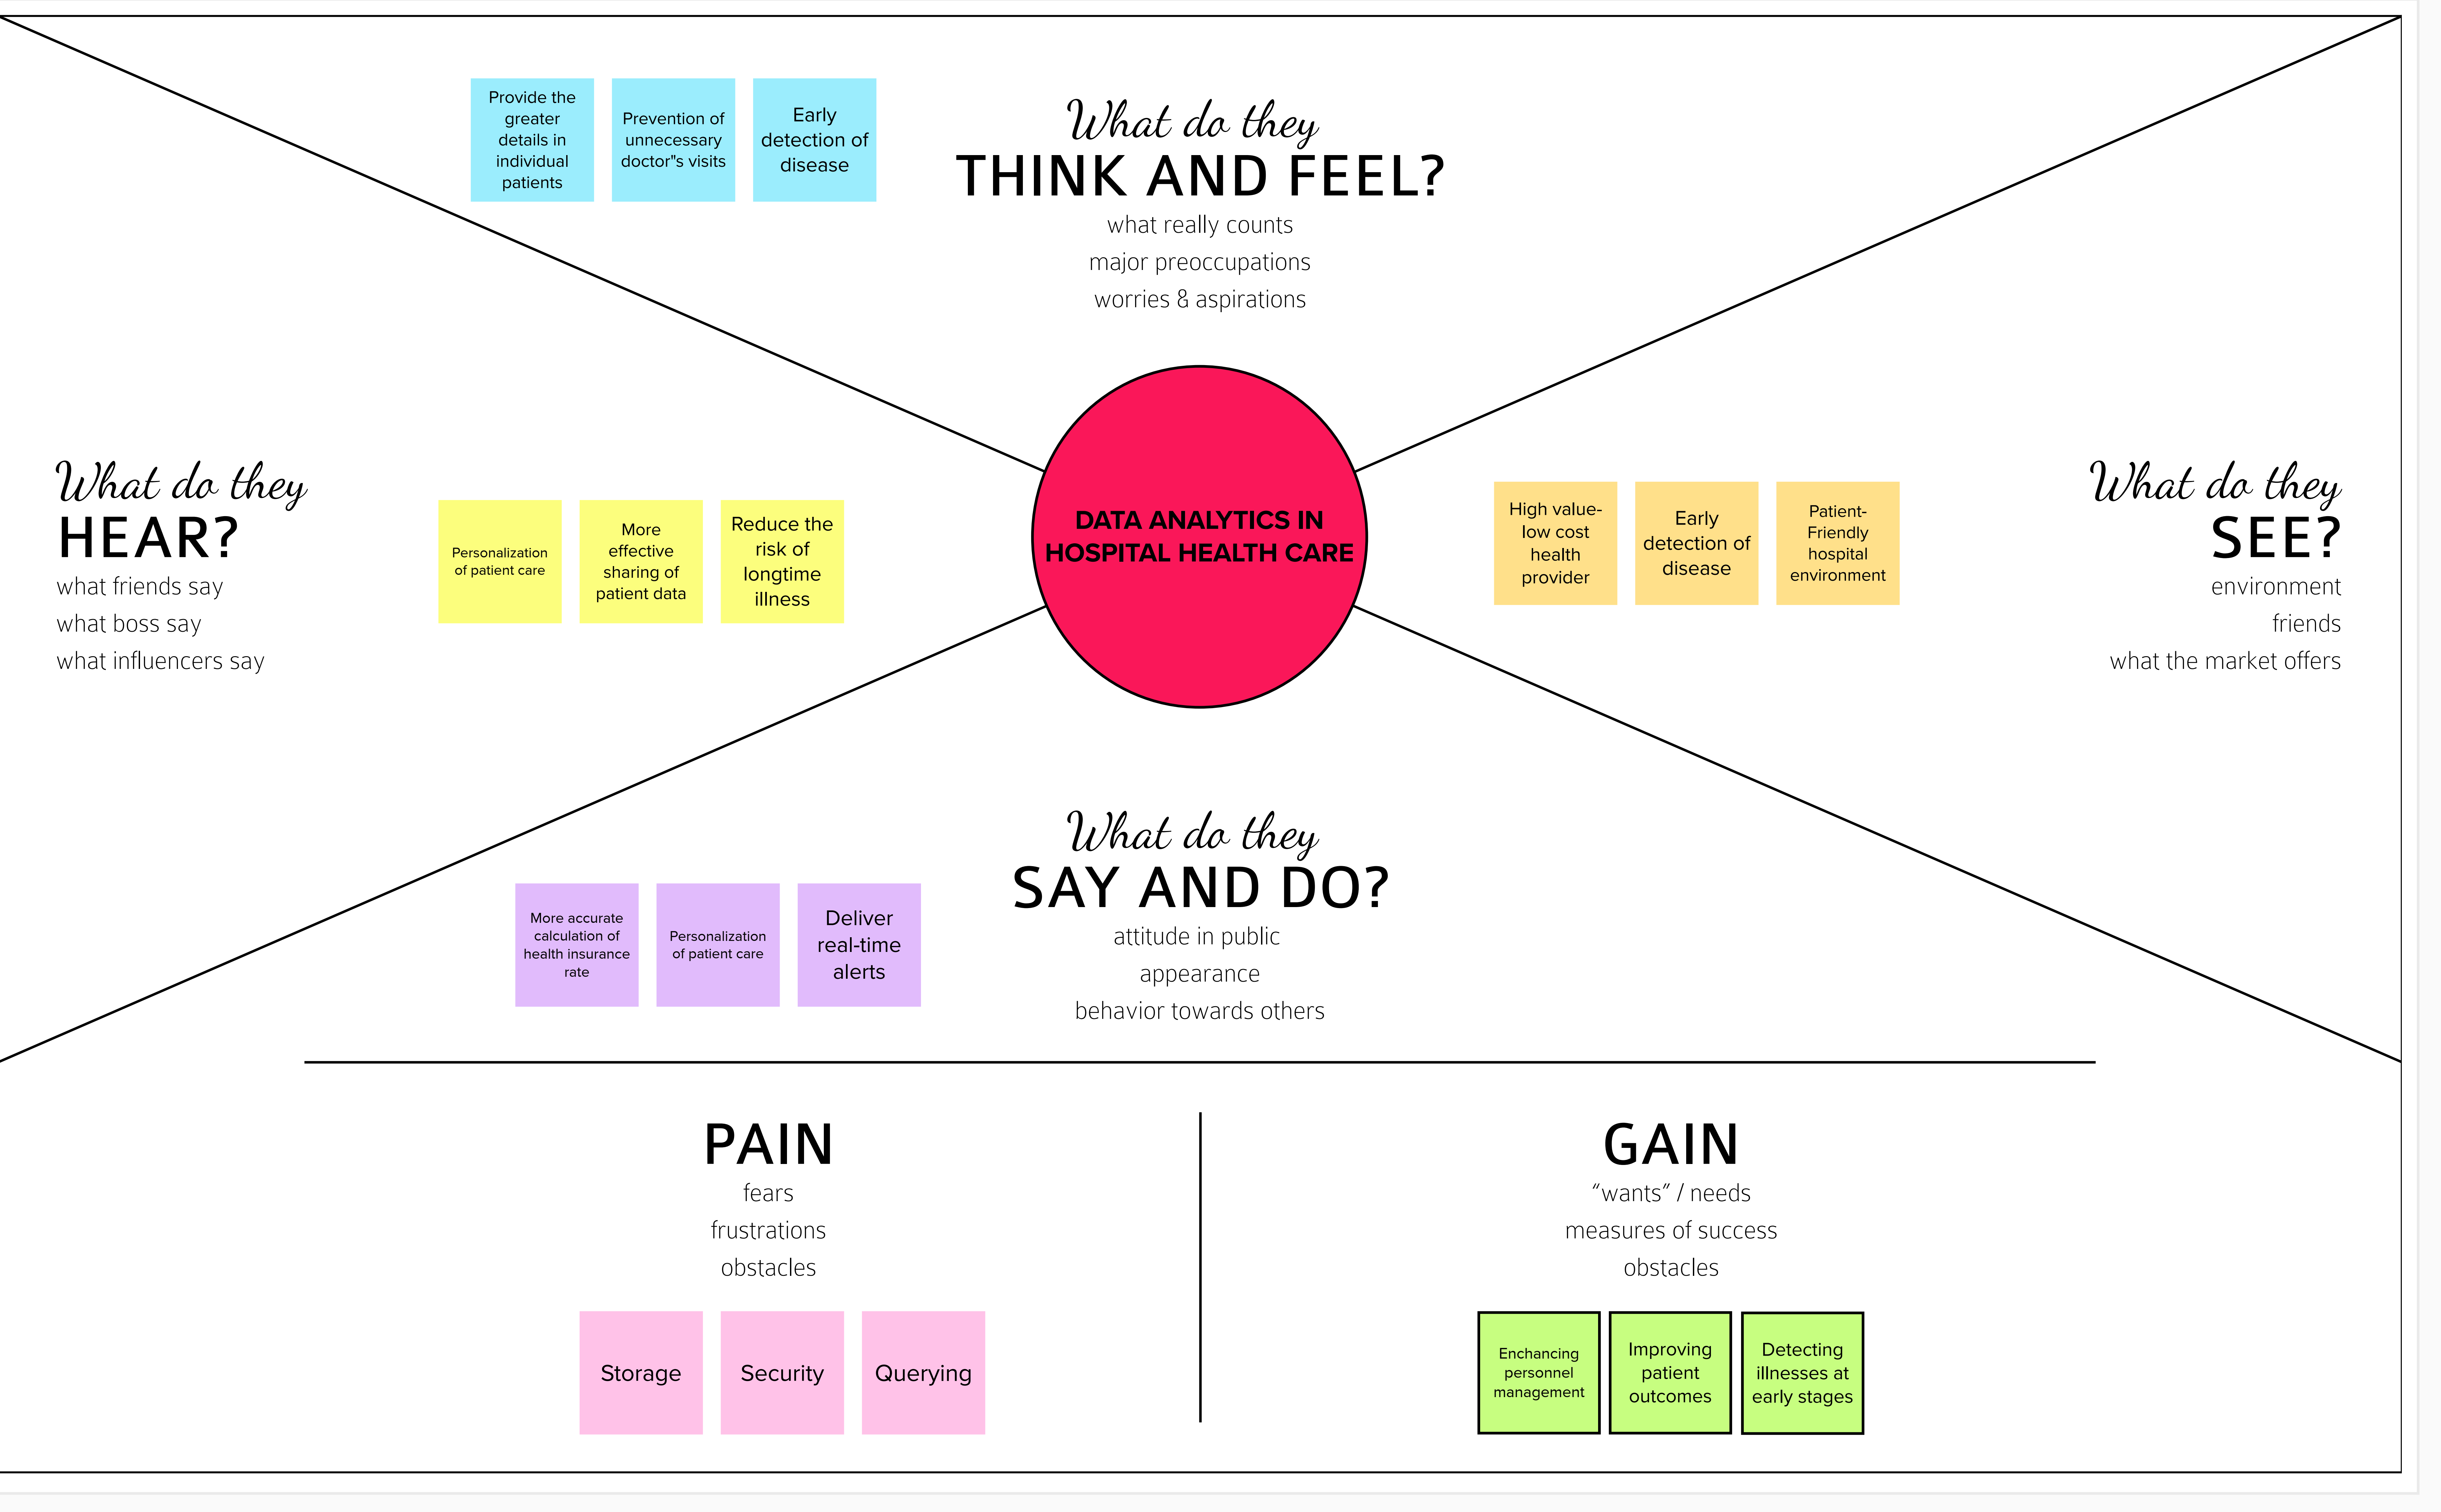 Provide the
greater
details in
individual
patients
Prevention of
unnecessary
doctor"s visits
Early
detection of
disease
What do they
THINK AND FEEL?
what really counts
major preoccupations
worries & aspirations
What do they
HEAR?
what friends say
what boss say
what influencers say
Personalization
of patient care
More
effective
sharing of
patient data
Reduce the
risk of
longtime
illness
DATA ANALYTICS IN
HOSPITAL HEALTH CARE
High value-
low cost
health
provider
Early
detection of
disease
Patient-
Friendly
hospital
environment
What do they
SEE?
environment
friends
what the market offers
What do they
SAY AND DO?
attitude in public
appearance
behavior towards others
More accurate
calculation of
health insurance
rate
Personalization
of patient care
Deliver
real-time
alerts
PAIN
fears
frustrations
obstacles
Storage
Security
Querying
GAIN
“wants” / needs
measures of success
obstacles
Enchancing
personnel
management
Improving
patient
outcomes
Detecting
illnesses at
early stages